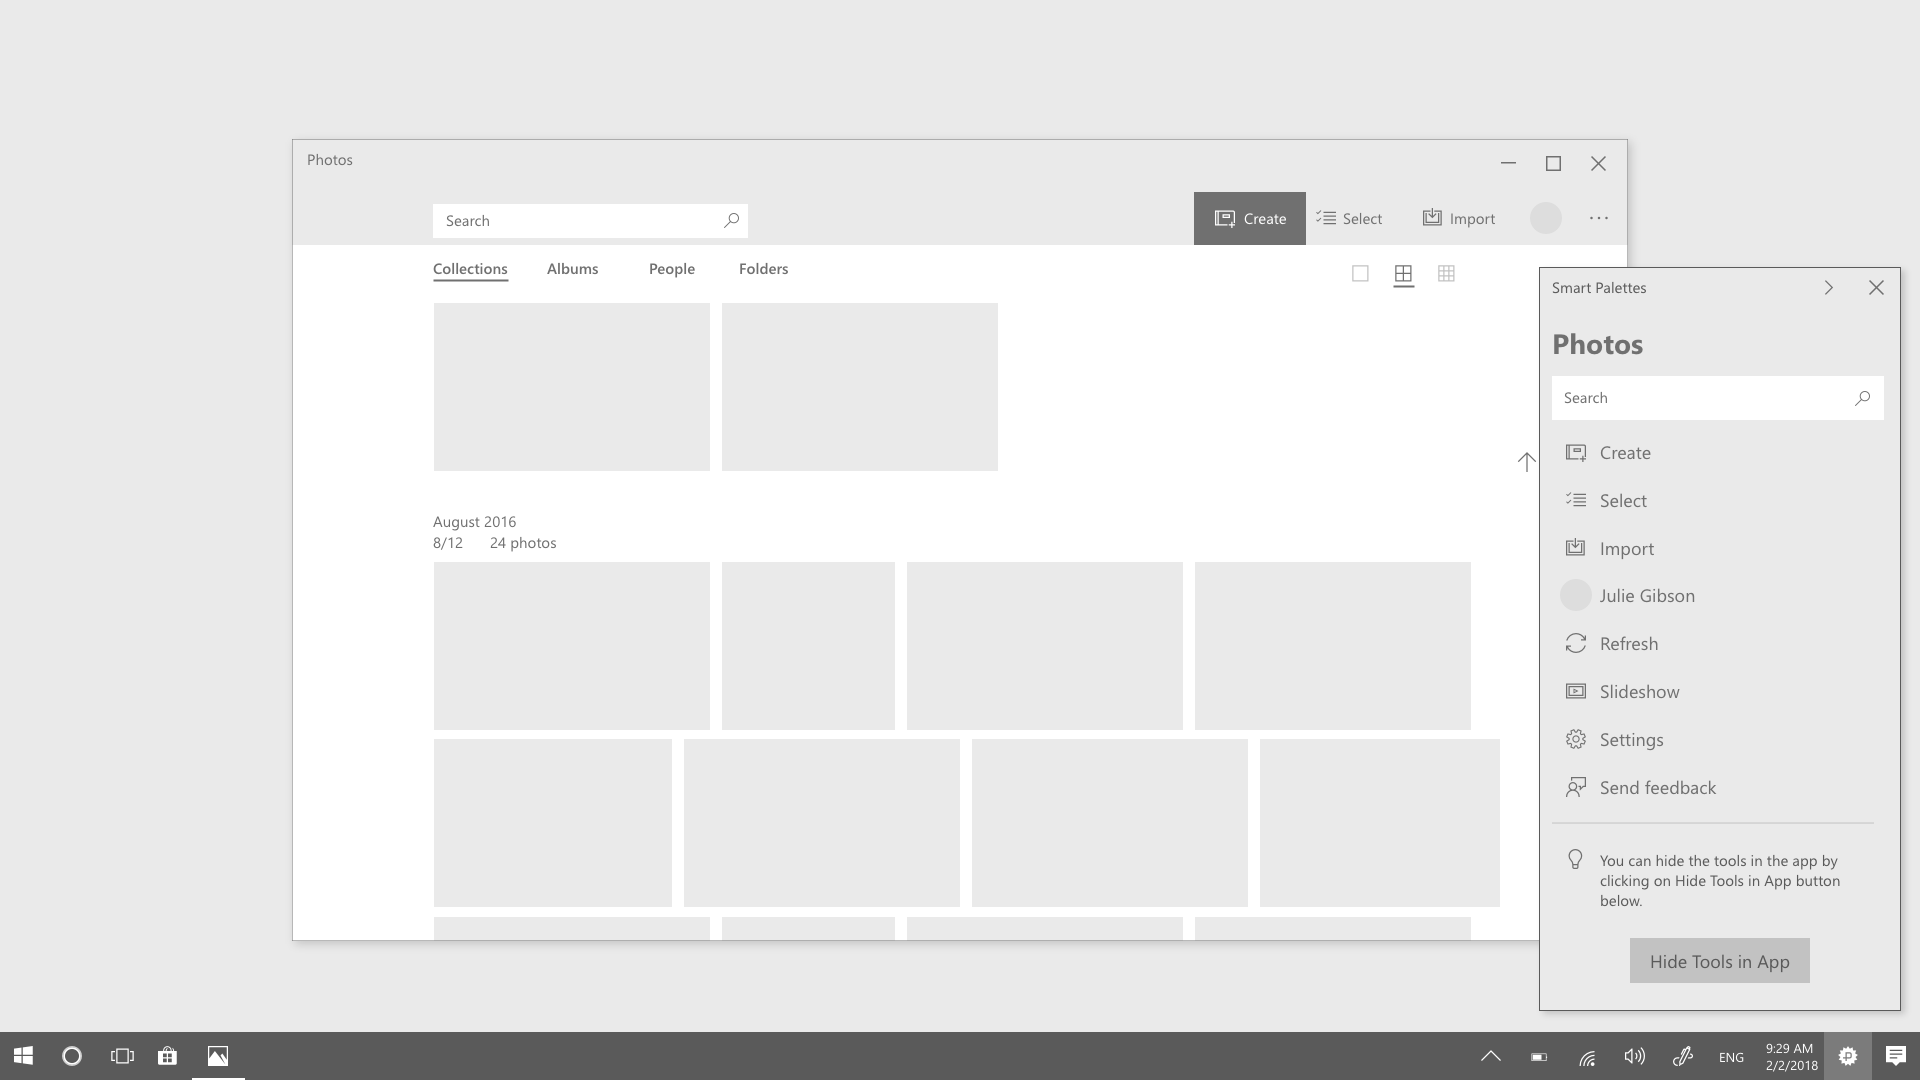 Photos
Search
Create
Select
Import
Collections
Albums
People
Folders
August 2016
8/12 24 photos
Smart Palettes
Photos
Search
Create
Select
Import
Julie Gibson
Refresh
Slideshow
Settings
Send feedback
You can hide the tools in the app by
clicking on Hide Tools in App button
below.
Hide Tools in App
ENG
9:29 AM
2/2/2018